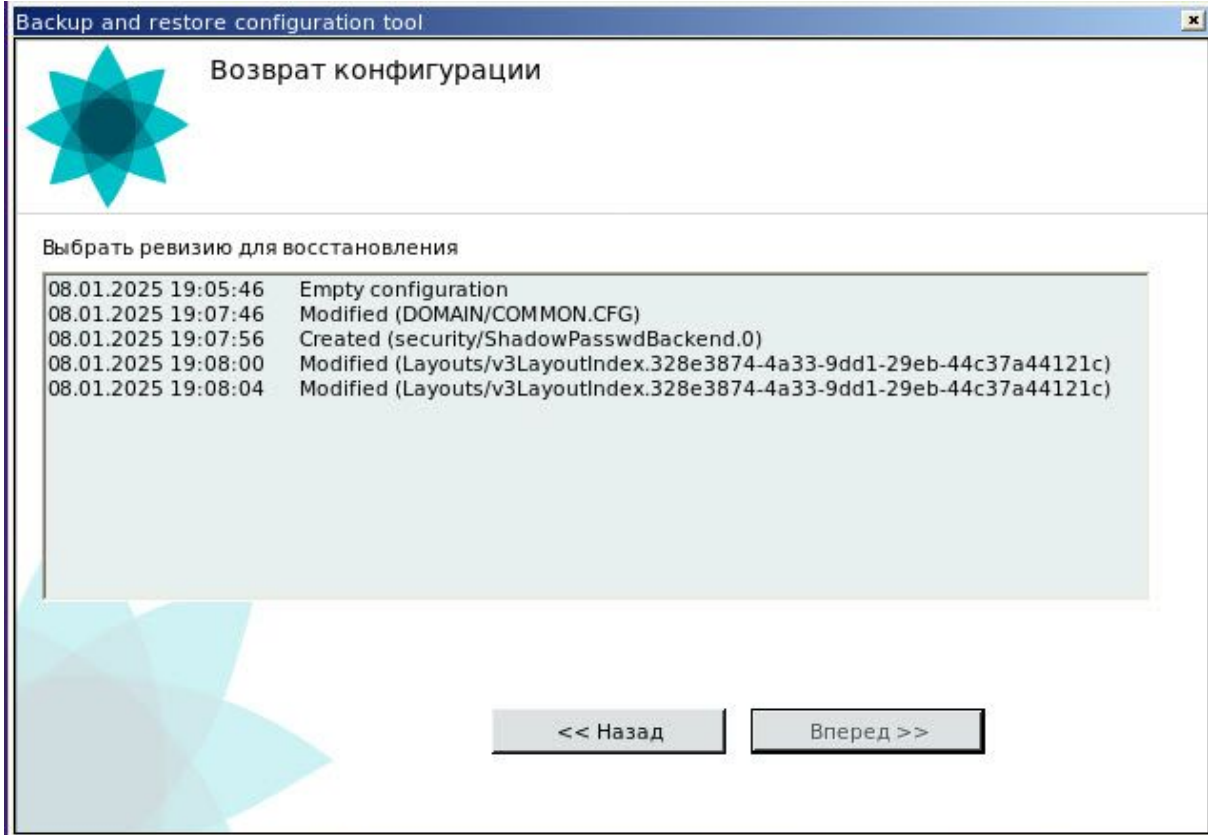 Backup and restore configuration tool
Возврат конфигурации
Выбрать ревизию для восстановления
08.01.2025 19:05:46 Empty configuration
08.01.2025 19:07:46 Modified (DOMAIN/COMMON.CFG)
08.01.2025 19:07:56 Created (security/ShadowPasswdBackend.0)
08.01.2025 19:08:00 Modified (Layouts/v3LayoutIndex.328e3874-4a33-9dd1-29eb-44c37a44121c)
08.01.2025 19:08:04 Modified (Layouts/v3LayoutIndex.328e3874-4a33-9dd1-29eb-44c37a44121c)
<< Назад Вперед >>